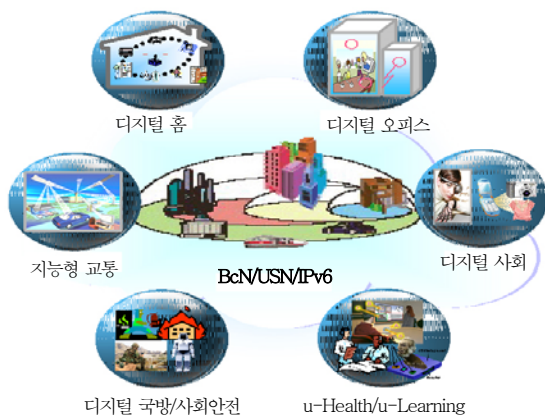 디지털 홈
디지털 오피스
지능형 교통
디지털 사회
BcN/USN/IPv6
디지털 국방/사회안전
u-Health/u-Learning